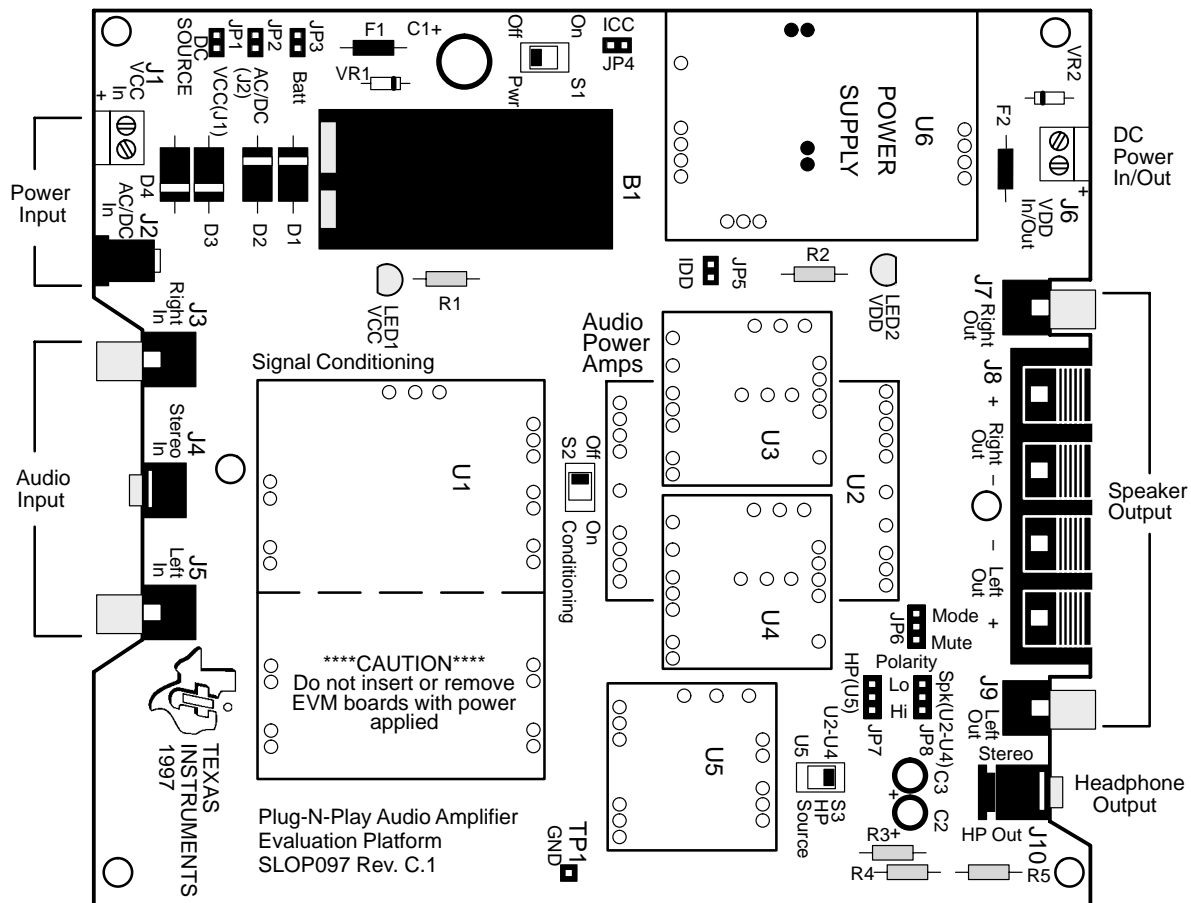 DC
SOURCE
JP1
JP2
JP3
F1
C1+
Off
On
ICC
JP4
VR1
Pwr
S1
J1
VCC
In
+
VCC(J1)
AC/DC
(J2)
Batt
U6
POWER
SUPPLY
VR2
F2
DC
Power
In/Out
Power
Input
D4
D3
D2
D1
B1
+
J6
VDD
In/Out
AC/DC
In
J2
LED1
VCC
R1
IDD
JP5
R2
LED2
VDD
J3
Right
In
J7
Right
Out
Signal Conditioning
Audio
Power
Amps
J8
+
Right
Out
−
−
Left
Out
+
U1
U3
U2
U4
Off
S2
On
Conditioning
Audio
Input
J4
Stereo
In
Speaker
Output
J5
Left
In
****CAUTION****
Do not insert or remove
EVM boards with power
applied
JP6
Mode
Mute
Polarity
HP(U5)
Lo
Hi
JP7
Spk(U2-U4)
JP8
J9
Left
Out
TEXAS
INSTRUMENTS
1997
U5
U2-U4
U5
S3
HP
Source
C3
+
C2
Stereo
Headphone
Output
HP Out
J10
Plug-N-Play Audio Amplifier
Evaluation Platform
SLOP097 Rev. C.1
TP1
GND
R3+
R4
R5